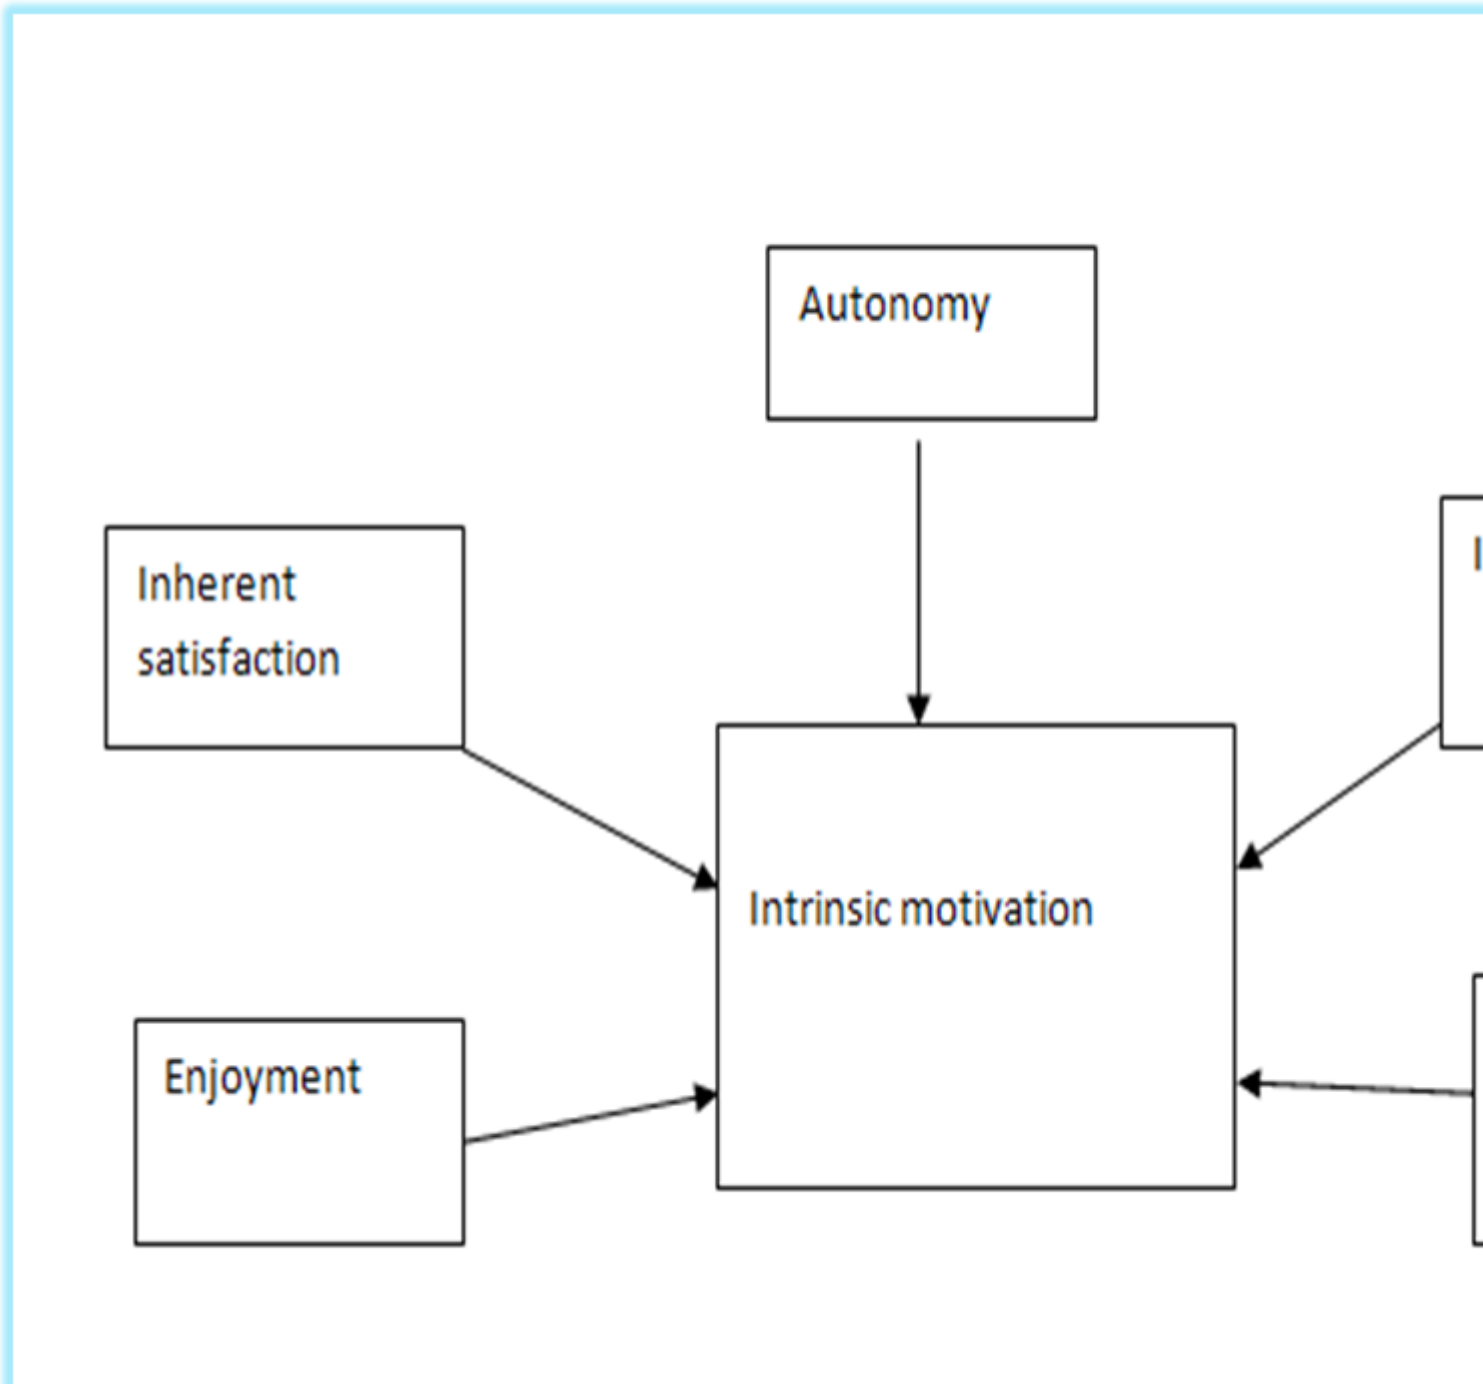 Autonomy
Inherent
satisfaction
Intrinsic motivation
Enjoyment